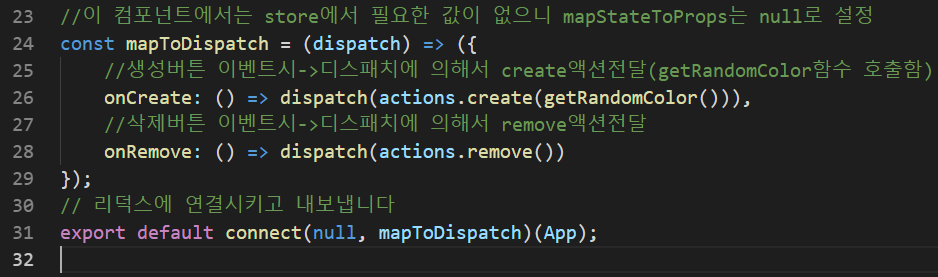 23 //이 컴포넌트에서는 store에서 필요한 값이 없으니 mapStateToProps는 null로 설정
24 const mapToDispatch = (dispatch) => ({
25     //생성버튼 이벤트시->디스패치에 의해서 create액션전달(getRandomColor함수 호출함)
26     onCreate: () => dispatch(actions.create(getRandomColor())),
27     //삭제버튼 이벤트시->디스패치에 의해서 remove액션전달
28     onRemove: () => dispatch(actions.remove())
29 });
30 // 리덕스에 연결시키고 내보냅니다
31 export default connect(null, mapToDispatch)(App);
32